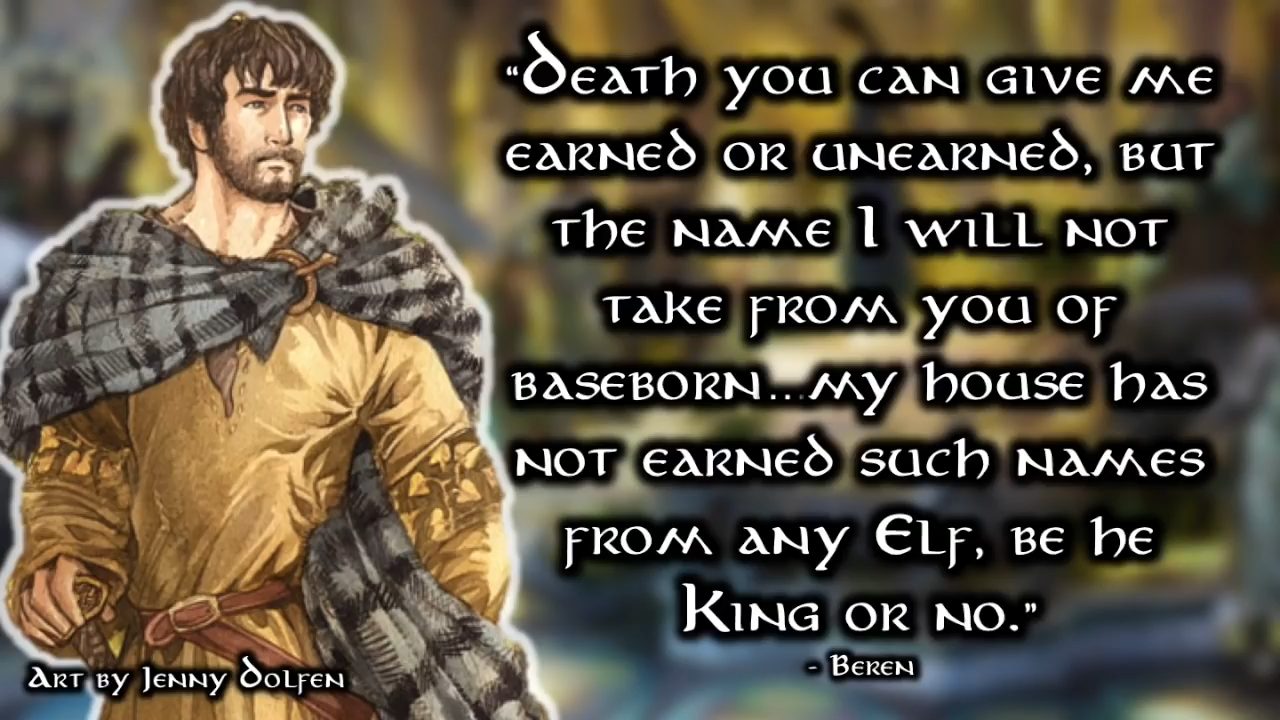 “Death you can give me
earned or unearned, but
the name I will not
take from you of
baseborn...my house has
not earned such names
from any Elf, be he
King or no.”
- Beren
Art by Jenny Dolfen